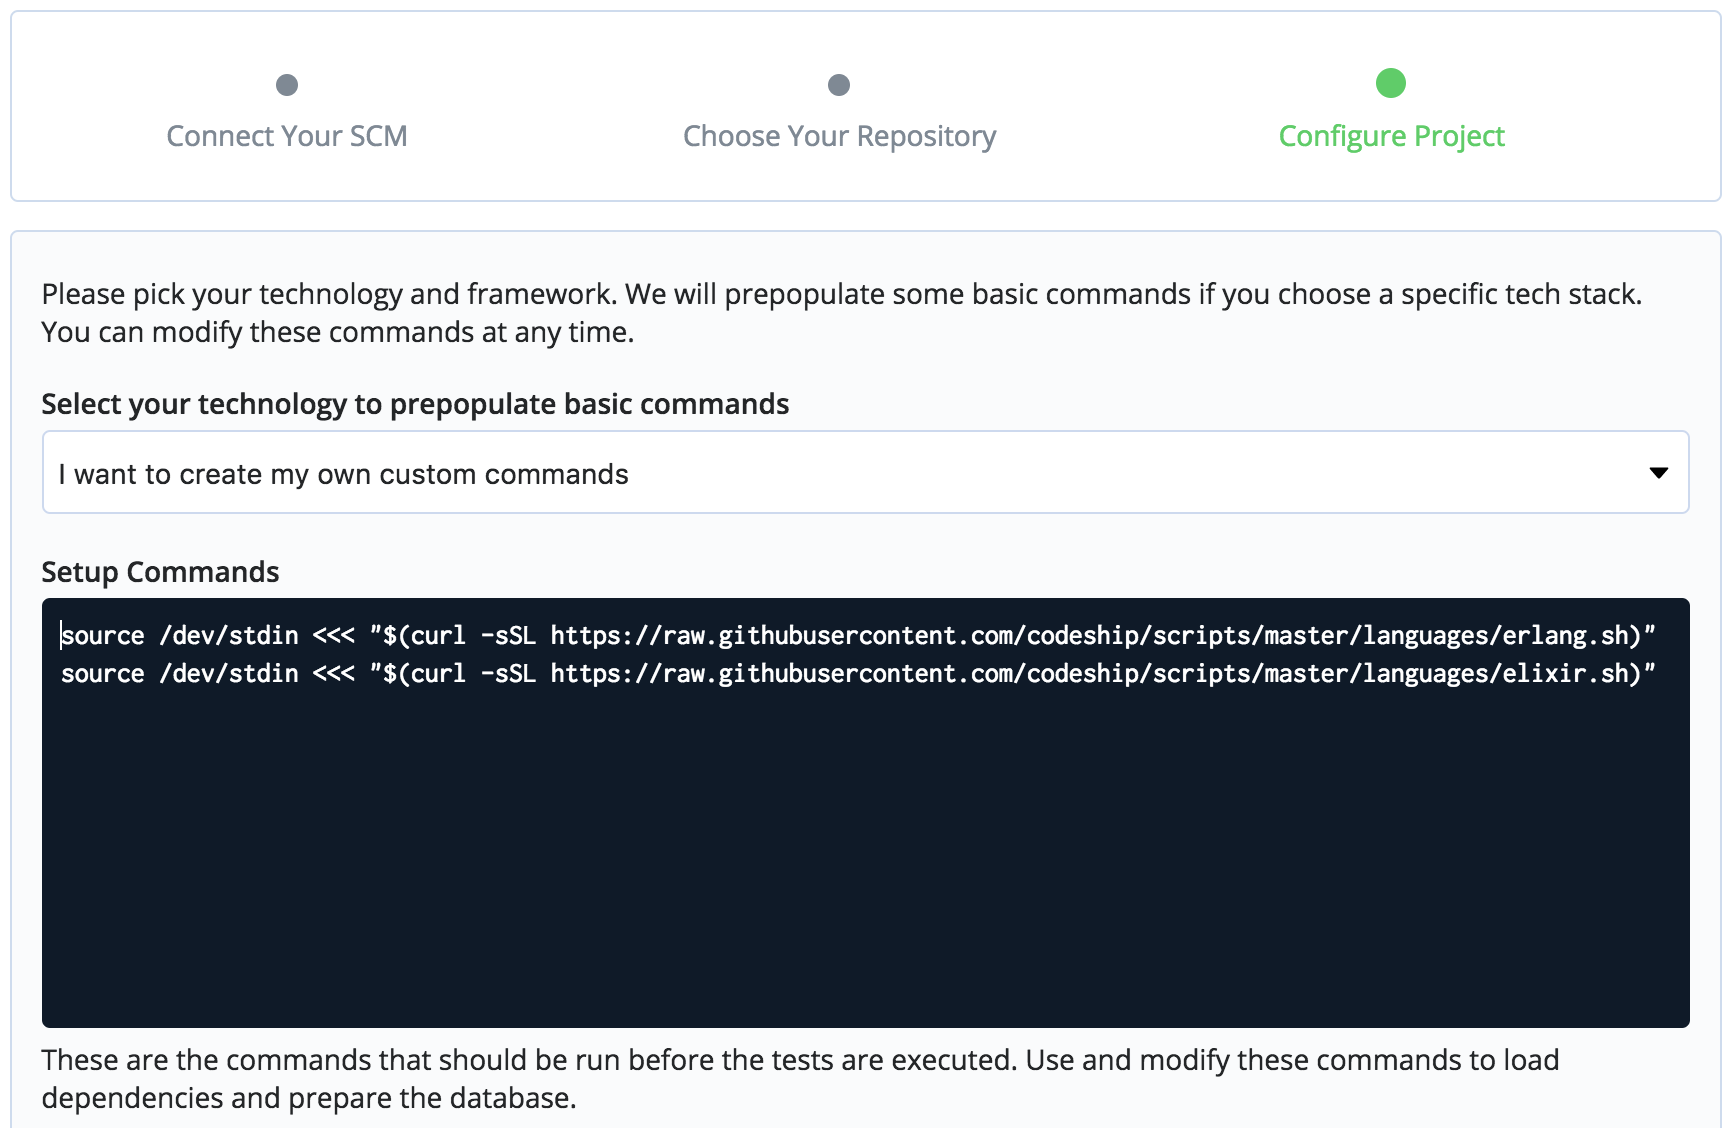 Connect Your SCM
Choose Your Repository
Configure Project
Please pick your technology and framework. We will prepopulate some basic commands if you choose a specific tech stack.
You can modify these commands at any time.
Select your technology to prepopulate basic commands
I want to create my own custom commands
Setup Commands
source /dev/stdin <<< "$(curl -sSL https://raw.githubusercontent.com/codeship/scripts/master/languages/erlang.sh)"
source /dev/stdin <<< "$(curl -sSL https://raw.githubusercontent.com/codeship/scripts/master/languages/elixir.sh)"
These are the commands that should be run before the tests are executed. Use and modify these commands to load
dependencies and prepare the database.